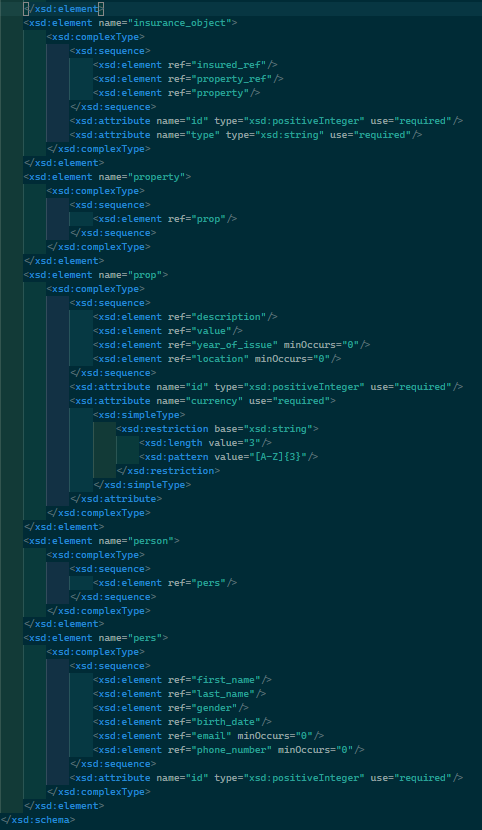 </xsd:element>
<xsd:element name="insurance_object">
<xsd:complexType>
<xsd:sequence>
<xsd:element ref="insured_ref"/>
<xsd:element ref="property_ref"/>
<xsd:element ref="property"/>
</xsd:sequence>
<xsd:attribute name="id" type="xsd:positiveInteger" use="required"/>
<xsd:attribute name="type" type="xsd:string" use="required"/>
</xsd:complexType>
</xsd:element>
<xsd:element name="property">
<xsd:complexType>
<xsd:sequence>
<xsd:element ref="prop"/>
</xsd:sequence>
</xsd:complexType>
</xsd:element>
<xsd:element name="prop">
<xsd:complexType>
<xsd:sequence>
<xsd:element ref="description"/>
<xsd:element ref="value"/>
<xsd:element ref="year_of_issue" minOccurs="0"/>
<xsd:element ref="location" minOccurs="0"/>
</xsd:sequence>
<xsd:attribute name="id" type="xsd:positiveInteger" use="required"/>
<xsd:attribute name="currency" use="required">
<xsd:simpleType>
<xsd:restriction base="xsd:string">
<xsd:length value="3"/>
<xsd:pattern value="[A-Z]{3}"/>
</xsd:restriction>
</xsd:simpleType>
</xsd:attribute>
</xsd:complexType>
</xsd:element>
<xsd:element name="person">
<xsd:complexType>
<xsd:sequence>
<xsd:element ref="pers"/>
</xsd:sequence>
</xsd:complexType>
</xsd:element>
<xsd:element name="pers">
<xsd:complexType>
<xsd:sequence>
<xsd:element ref="first_name"/>
<xsd:element ref="last_name"/>
<xsd:element ref="gender"/>
<xsd:element ref="birth_date"/>
<xsd:element ref="email" minOccurs="0"/>
<xsd:element ref="phone_number" minOccurs="0"/>
</xsd:sequence>
<xsd:attribute name="id" type="xsd:positiveInteger" use="required"/>
</xsd:complexType>
</xsd:element>
</xsd:schema>